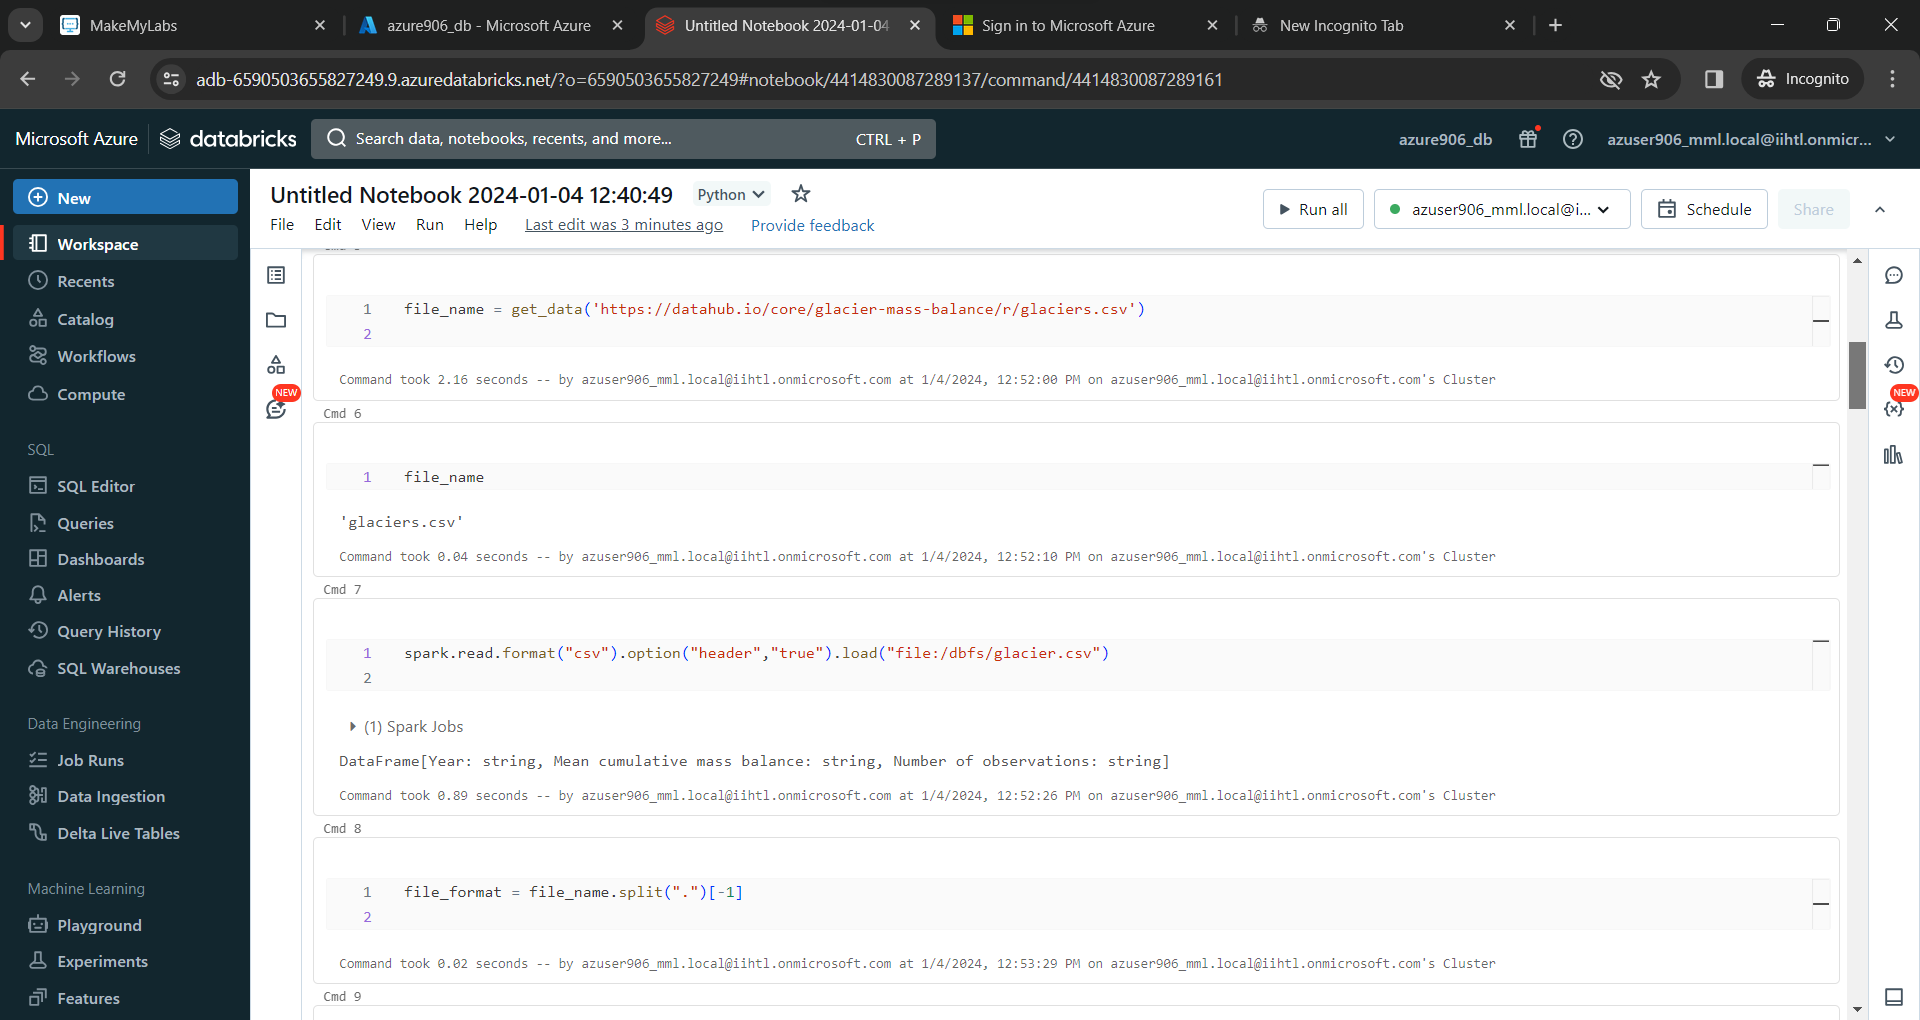 MakeMyLabs
azure906_db - Microsoft Azure
Untitled Notebook 2024-01-04
Sign in to Microsoft Azure
New Incognito Tab
adb-6590503655827249.9.azuredatabricks.net/?o=6590503655827249#notebook/4414830087289137/command/4414830087289161
Incognito
Microsoft Azure
databricks
Search data, notebooks, recents, and more...
CTRL + P
azure906_db
azuser906_mml.local@iihtl.onmicr...
New
Workspace
Recents
Catalog
Workflows
Compute
SQL
SQL Editor
Queries
Dashboards
Alerts
Query History
SQL Warehouses
Data Engineering
Job Runs
Data Ingestion
Delta Live Tables
Machine Learning
Playground
Experiments
Features
Untitled Notebook 2024-01-04 12:40:49
Python
File Edit View Run Help
Last edit was 3 minutes ago
Provide feedback
Run all
azuser906_mml.local@i...
Schedule
Share
NEW
NEW
1 file_name = get_data('https://datahub.io/core/glacier-mass-balance/r/glaciers.csv')
2
Command took 2.16 seconds -- by azuser906_mml.local@iihtl.onmicrosoft.com at 1/4/2024, 12:52:00 PM on azuser906_mml.local@iihtl.onmicrosoft.com's Cluster
Cmd 6
1 file_name
'glaciers.csv'
Command took 0.04 seconds -- by azuser906_mml.local@iihtl.onmicrosoft.com at 1/4/2024, 12:52:10 PM on azuser906_mml.local@iihtl.onmicrosoft.com's Cluster
Cmd 7
1 spark.read.format("csv").option("header","true").load("file:/dbfs/glacier.csv")
2
(1) Spark Jobs
DataFrame[Year: string, Mean cumulative mass balance: string, Number of observations: string]
Command took 0.89 seconds -- by azuser906_mml.local@iihtl.onmicrosoft.com at 1/4/2024, 12:52:26 PM on azuser906_mml.local@iihtl.onmicrosoft.com's Cluster
Cmd 8
1 file_format = file_name.split(".")[-1]
2
Command took 0.02 seconds -- by azuser906_mml.local@iihtl.onmicrosoft.com at 1/4/2024, 12:53:29 PM on azuser906_mml.local@iihtl.onmicrosoft.com's Cluster
Cmd 9